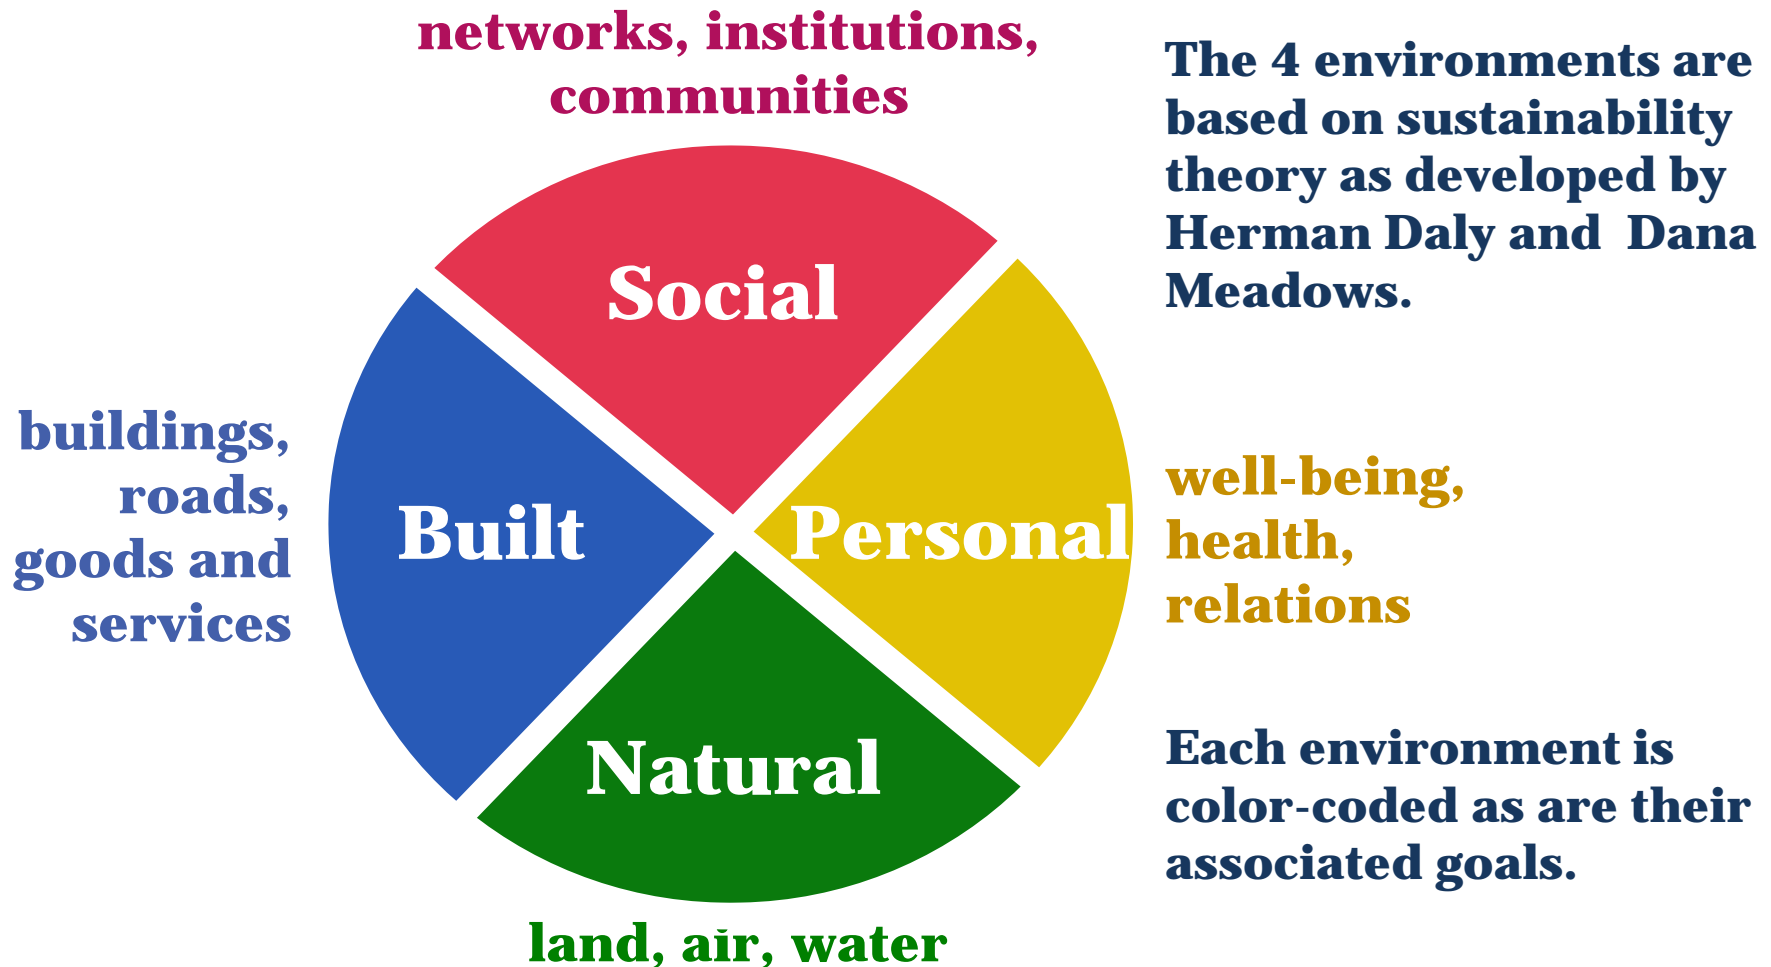 networks, institutions,
communities
The 4 environments are
based on sustainability
theory as developed by
Herman Daly and  Dana
Meadows.
Social
buildings,
roads,
goods and
services
Built
Personal
well-being,
health,
relations
Natural
Each environment is
color-coded as are their
associated goals.
land, air, water